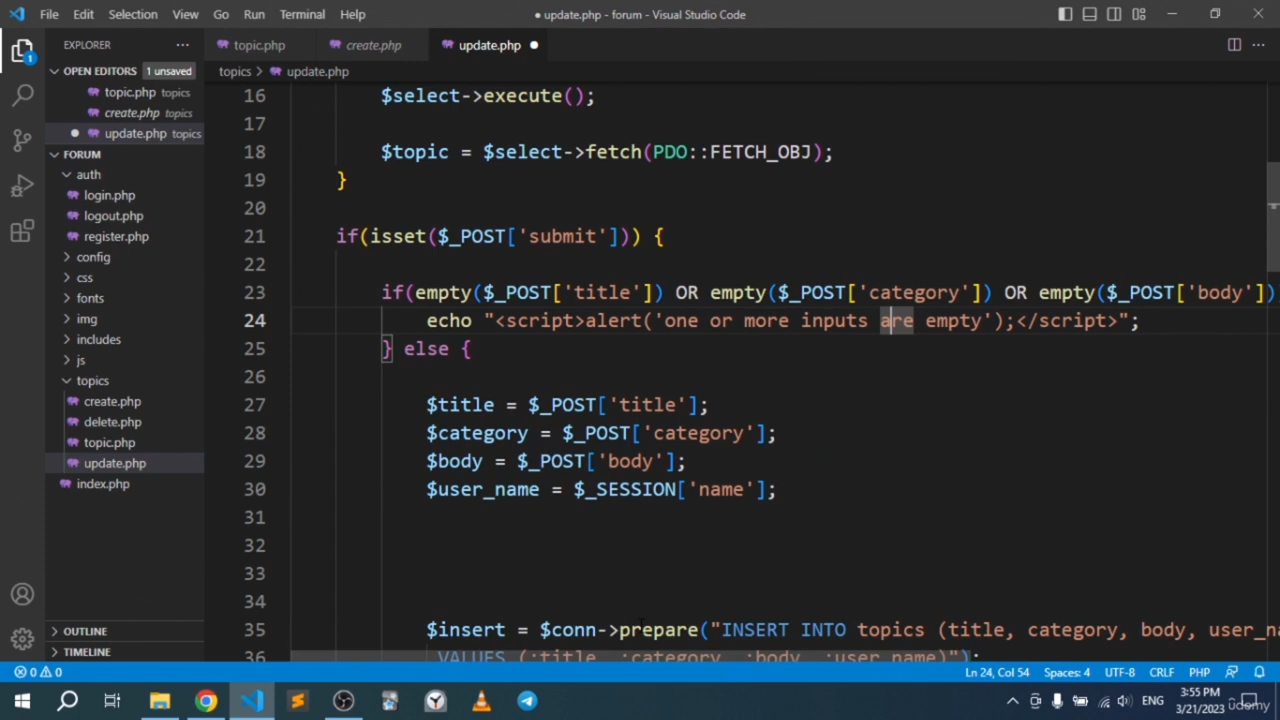 File Edit Selection View Go Run Terminal Help
● update.php - forum - Visual Studio Code
EXPLORER
topic.php
create.php
update.php
OPEN EDITORS 1 unsaved
topics > update.php
topic.php topics
create.php topics
update.php topics
FORUM
auth
login.php
logout.php
register.php
config
css
fonts
img
includes
js
topics
create.php
delete.php
topic.php
update.php
index.php
OUTLINE
TIMELINE
16 $select->execute();
17
18 $topic = $select->fetch(PDO::FETCH_OBJ);
19 }
20
21 if(isset($_POST['submit'])) {
22
23 if(empty($_POST['title']) OR empty($_POST['category']) OR empty($_POST['body'])
24 echo "<script>alert('one or more inputs are empty');</script>";
25 } else {
26
27 $title = $_POST['title'];
28 $category = $_POST['category'];
29 $body = $_POST['body'];
30 $user_name = $_SESSION['name'];
31
32
33
34
35 $insert = $conn->prepare("INSERT INTO topics (title, category, body, user_na
36 VALUES (:title, :category, :body, :user_name)");
0 0 Ln 24, Col 54 Spaces: 4 UTF-8 CRLF PHP
1
ENG
3:55 PM
3/21/2023
udemy